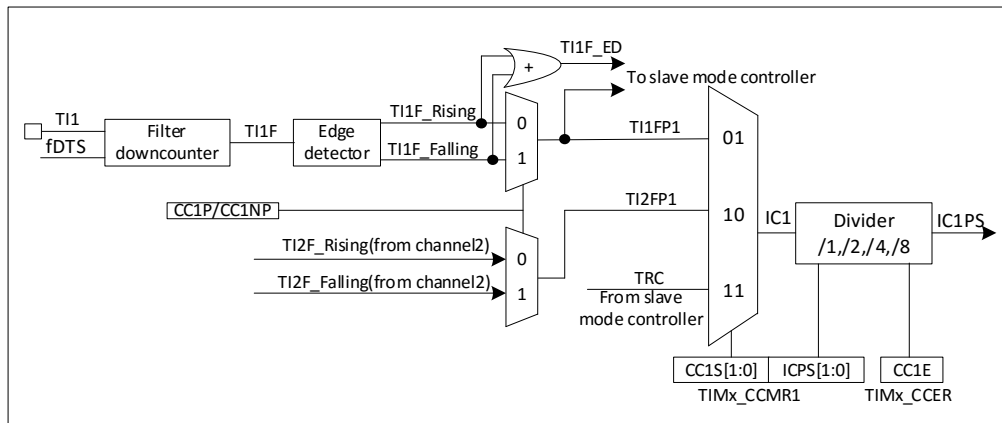 TI1F_ED
+
To slave mode controller
TI1F_Rising
TI1
Filter
downcounter
TI1F
Edge
detector
0
TI1FP1
01
fDTS
TI1F_Falling
1
CC1P/CC1NP
TI2FP1
10
IC1
Divider
/1,/2,/4,/8
IC1PS
TI2F_Rising(from channel2)
0
TI2F_Falling(from channel2)
1
TRC
From slave
mode controller
11
CC1S[1:0]
ICPS[1:0]
CC1E
TIMx_CCMR1
TIMx_CCER